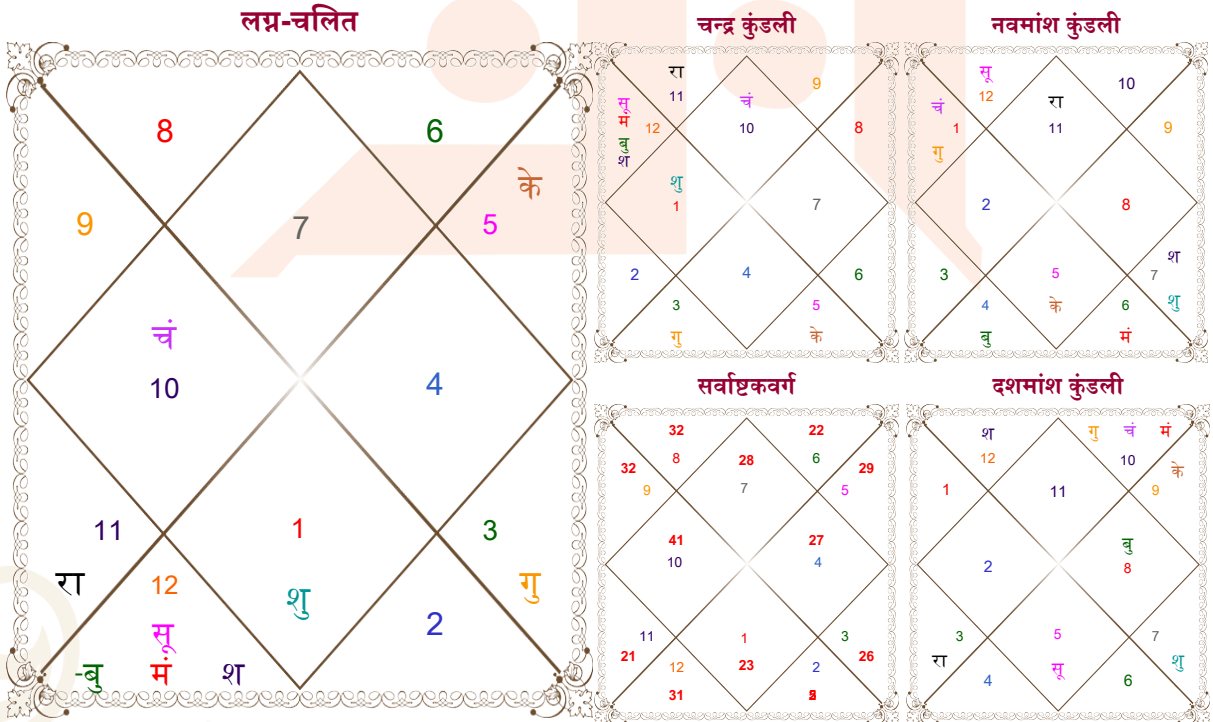 लग्न-चलित
8
6
के
9
7
5
चं
10
4
11
1
3
रा
12
शु
गु
सू
2
-बु मं श
चन्द्र कुंडली
रा
9
सू
11
चं
मं
12
10
8
बु
श
शु
1
7
2
4
6
3
5
गु
के
नवमांश कुंडली
सू
10
चं
12
रा
1
11
9
गु
2
8
श
3
5
7
4
के
6
शु
बु
मं
सर्वाष्टकवर्ग
32
22
32
8
28
6
29
9
7
5
41
27
10
4
11
1
3
21
12
23
2
26
31
दशमांश कुंडली
श
गु चं मं
12
10
के
1
11
9
बु
2
8
3
5
7
रा
सू
शु
4
6